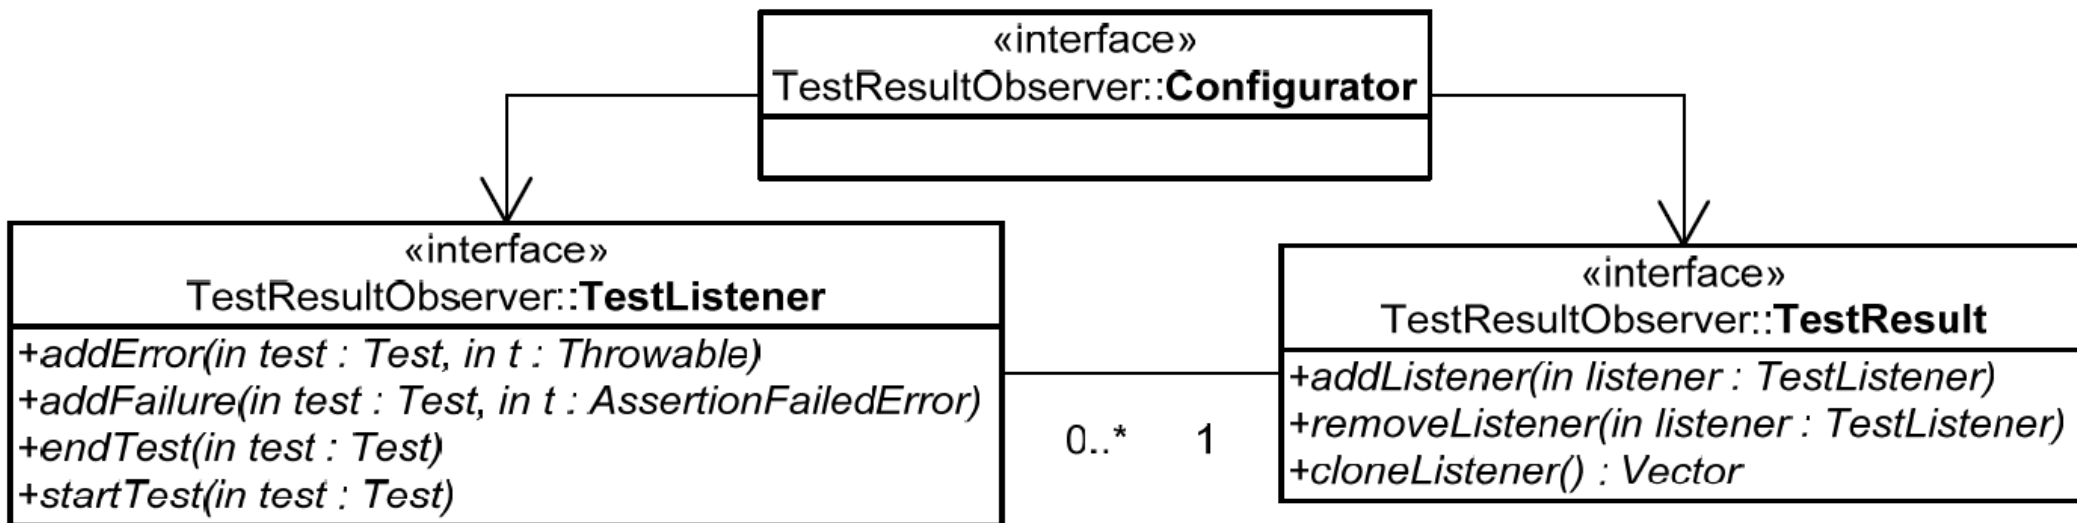 «interface»
TestResultObserver::Configurator
«interface»
TestResultObserver::TestListener
+addError(in test : Test, in t : Throwable)
+addFailure(in test : Test, in t : AssertionFailedError)
+endTest(in test : Test)
+startTest(in test : Test)
0..* 1
«interface»
TestResultObserver::TestResult
+addListener(in listener : TestListener)
+removeListener(in listener : TestListener)
+cloneListener() : Vector